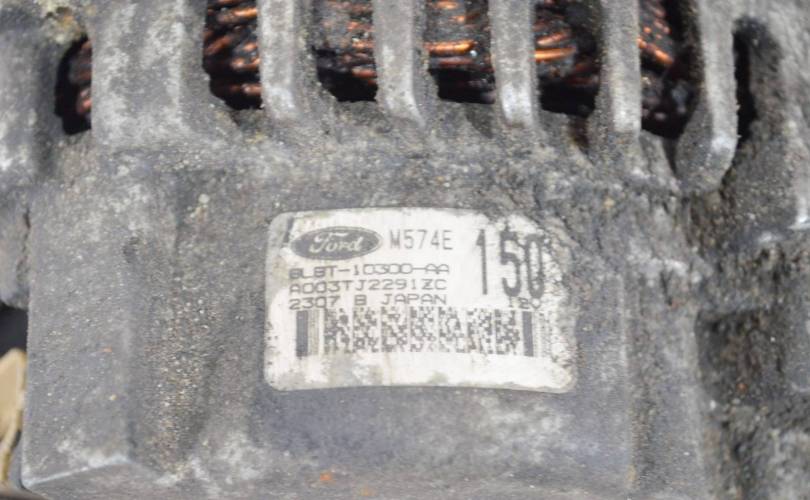 Ford M574E 150
8L8T-10300-AA
A003TJ2291ZC
2307 B JAPAN